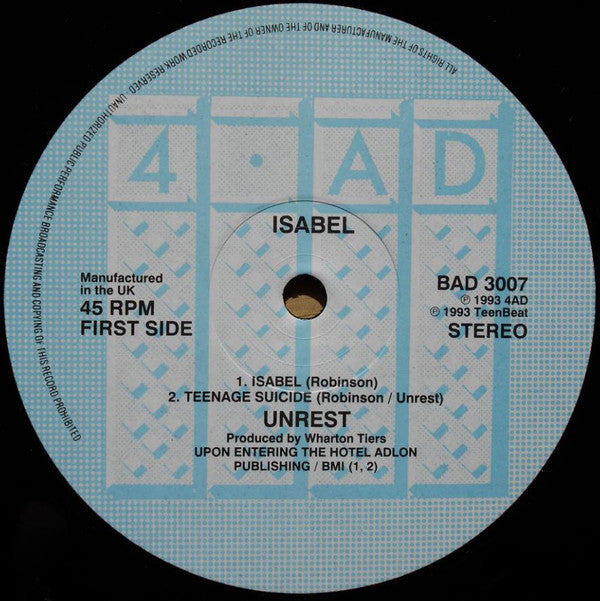 ALL RIGHTS OF THE MANUFACTURER AND OF THE OWNER OF THE RECORDED WORK RESERVED · UNAUTHORIZED PUBLIC PERFORMANCE BROADCASTING AND COPYING OF THIS RECORD PROHIBITED
4 · A D
ISABEL
Manufactured
in the UK
45 RPM
FIRST SIDE
BAD 3007
℗ 1993 4AD
℗ 1993 TeenBeat
STEREO
1. ISABEL (Robinson)
2. TEENAGE SUICIDE (Robinson / Unrest)
UNREST
Produced by Wharton Tiers
UPON ENTERING THE HOTEL ADLON
PUBLISHING / BMI (1, 2)